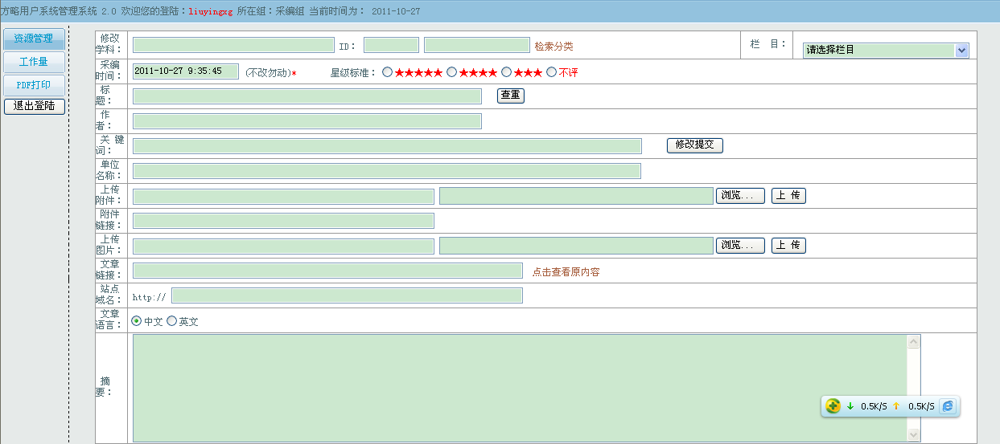 方略用户系统管理系统 2.0 欢迎您的登陆：liuyingxg 所在组：采编组 当前时间为： 2011-10-27
资源管理
工作量
PDF打印
退出登陆
修改学科： ID： 检索分类 栏 目： 请选择栏目
采编时间： 2011-10-27 9:35:45 (不改勿动)* 星级标准： ★★★★★ ★★★★ ★★★ 不评
标题： 查重
作者：
关 键词： 修改提交
单位名称：
上传附件： 浏览... 上 传
附件链接：
上传图片： 浏览... 上 传
文章链接： 点击查看原内容
站点域名： http://
文章语言： 中文 英文
摘要：
0.5K/S 0.5K/S